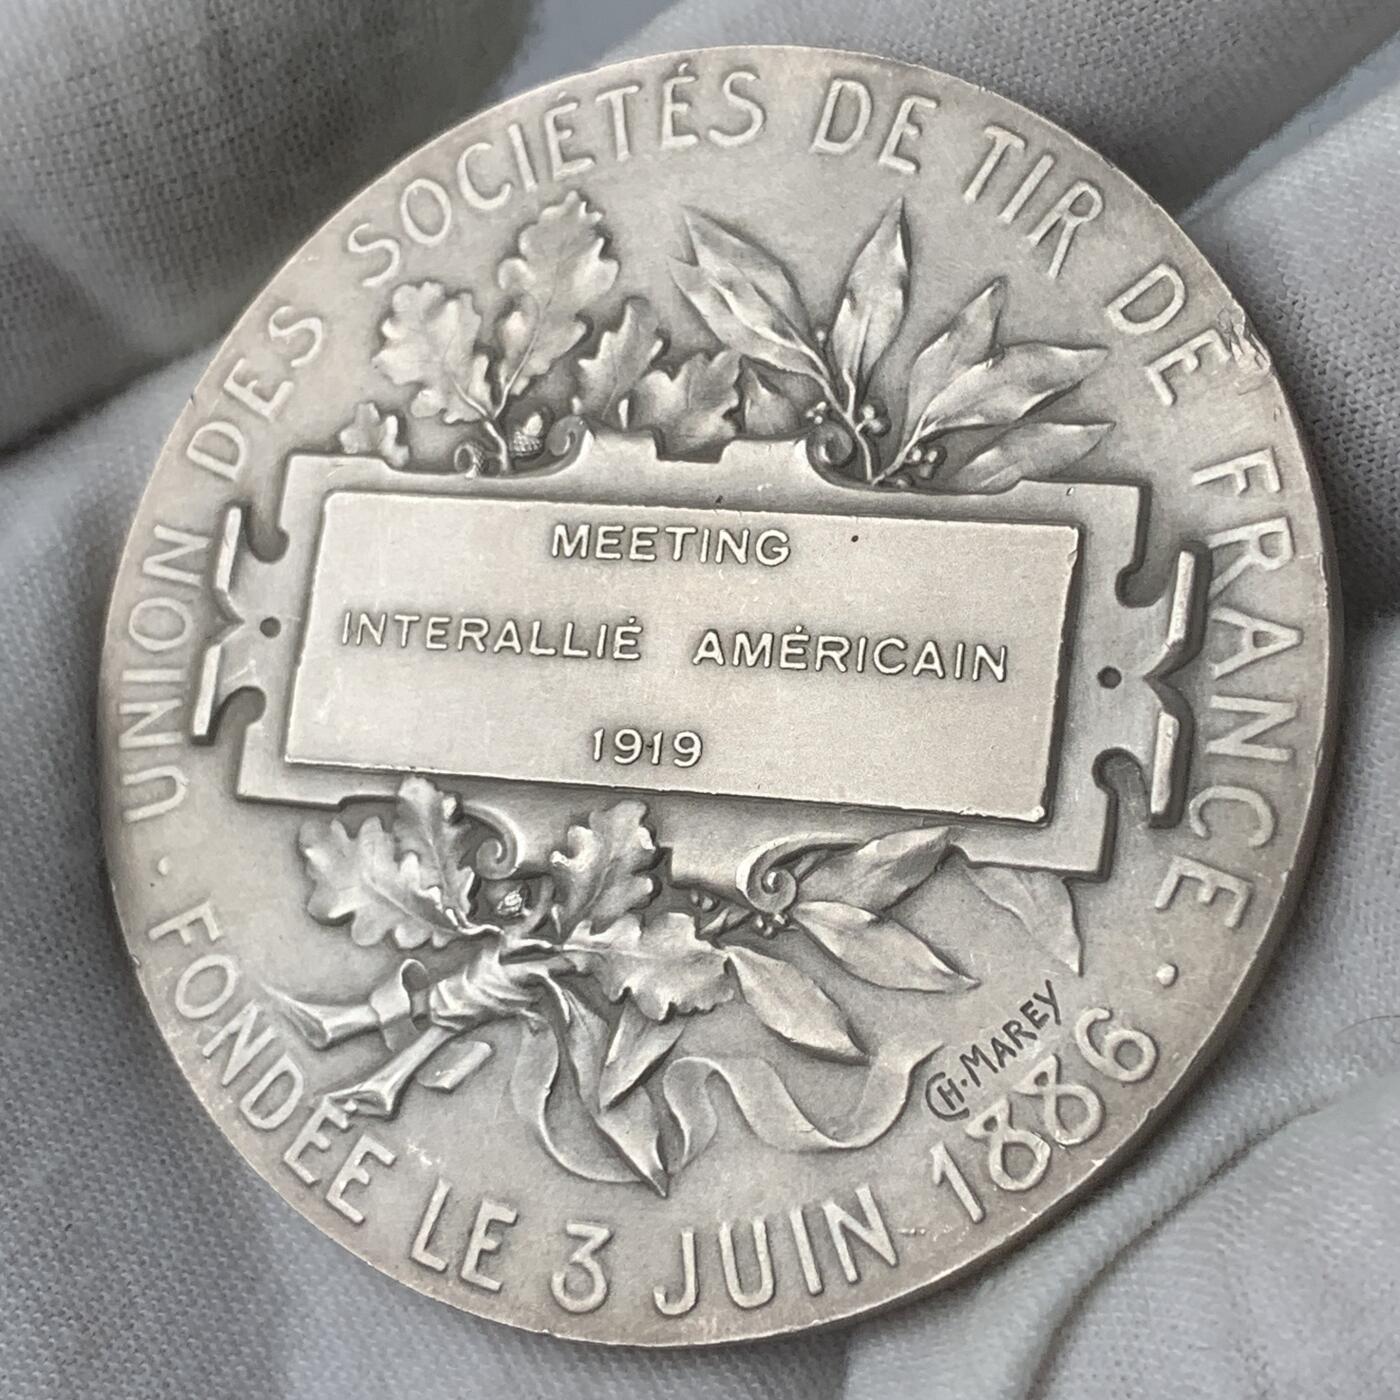 UNION DES SOCIÉTÉS DE TIR DE FRANCE
MEETING
INTERALLIÉ AMÉRICAIN
1919
CH. MAREY
· FONDÉE LE 3 JUIN 1886 ·